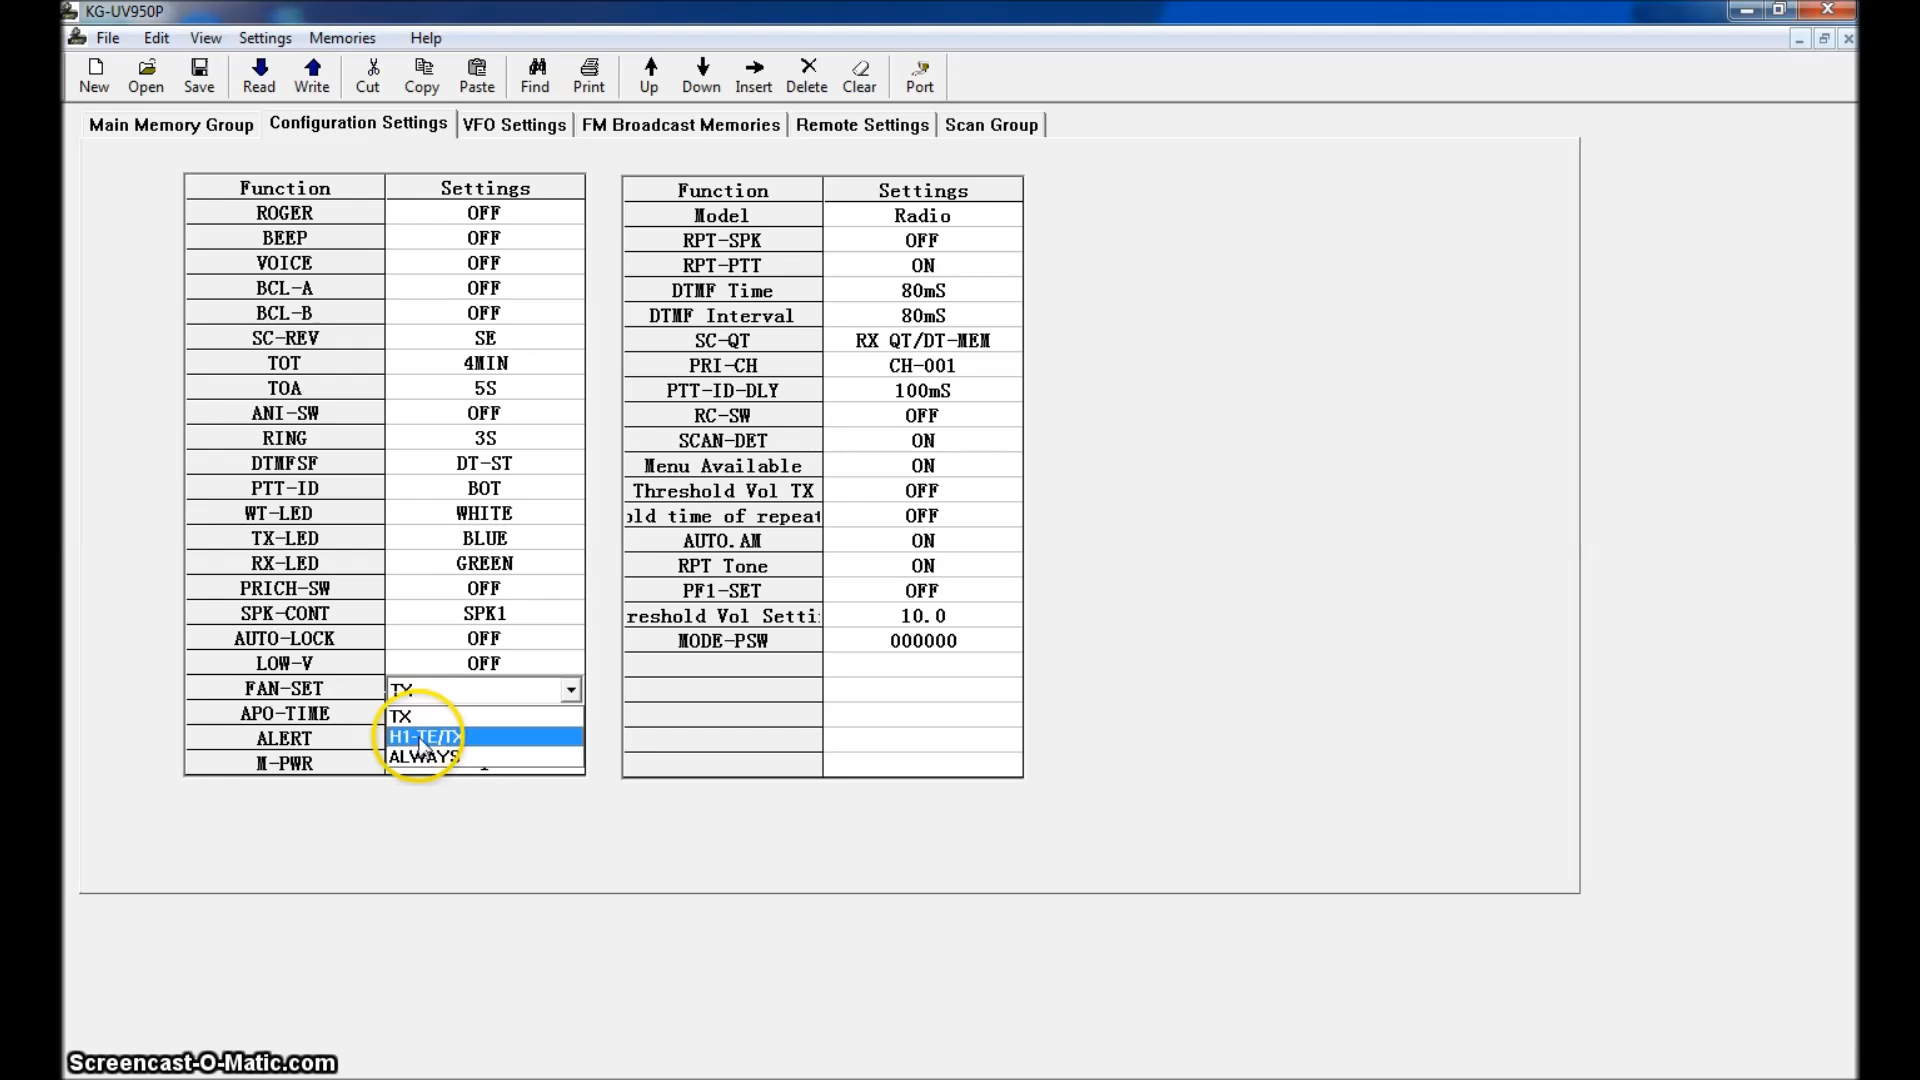 KG-UV950P
File Edit View Settings Memories Help
New Open Save Read Write Cut Copy Paste Find Print Up Down Insert Delete Clear Port
Main Memory Group Configuration Settings VFO Settings FM Broadcast Memories Remote Settings Scan Group
Function Settings
ROGER OFF
BEEP OFF
VOICE OFF
BCL-A OFF
BCL-B OFF
SC-REV SE
TOT 4MIN
TOA 5S
ANI-SW OFF
RING 3S
DTMFSF DT-ST
PTT-ID BOT
WT-LED WHITE
TX-LED BLUE
RX-LED GREEN
PRICH-SW OFF
SPK-CONT SPK1
AUTO-LOCK OFF
LOW-V OFF
FAN-SET TX
APO-TIME TX
ALERT H1-TE/TX
ALWAYS
M-PWR
Function Settings
Model Radio
RPT-SPK OFF
RPT-PTT ON
DTMF Time 80mS
DTMF Interval 80mS
SC-QT RX QT/DT-MEM
PRI-CH CH-001
PTT-ID-DLY 100mS
RC-SW OFF
SCAN-DET ON
Menu Available ON
Threshold Vol TX OFF
old time of repeat OFF
AUTO.AM ON
RPT Tone ON
PF1-SET OFF
reshold Vol Setti 10.0
MODE-PSW 000000
Screencast-O-Matic.com